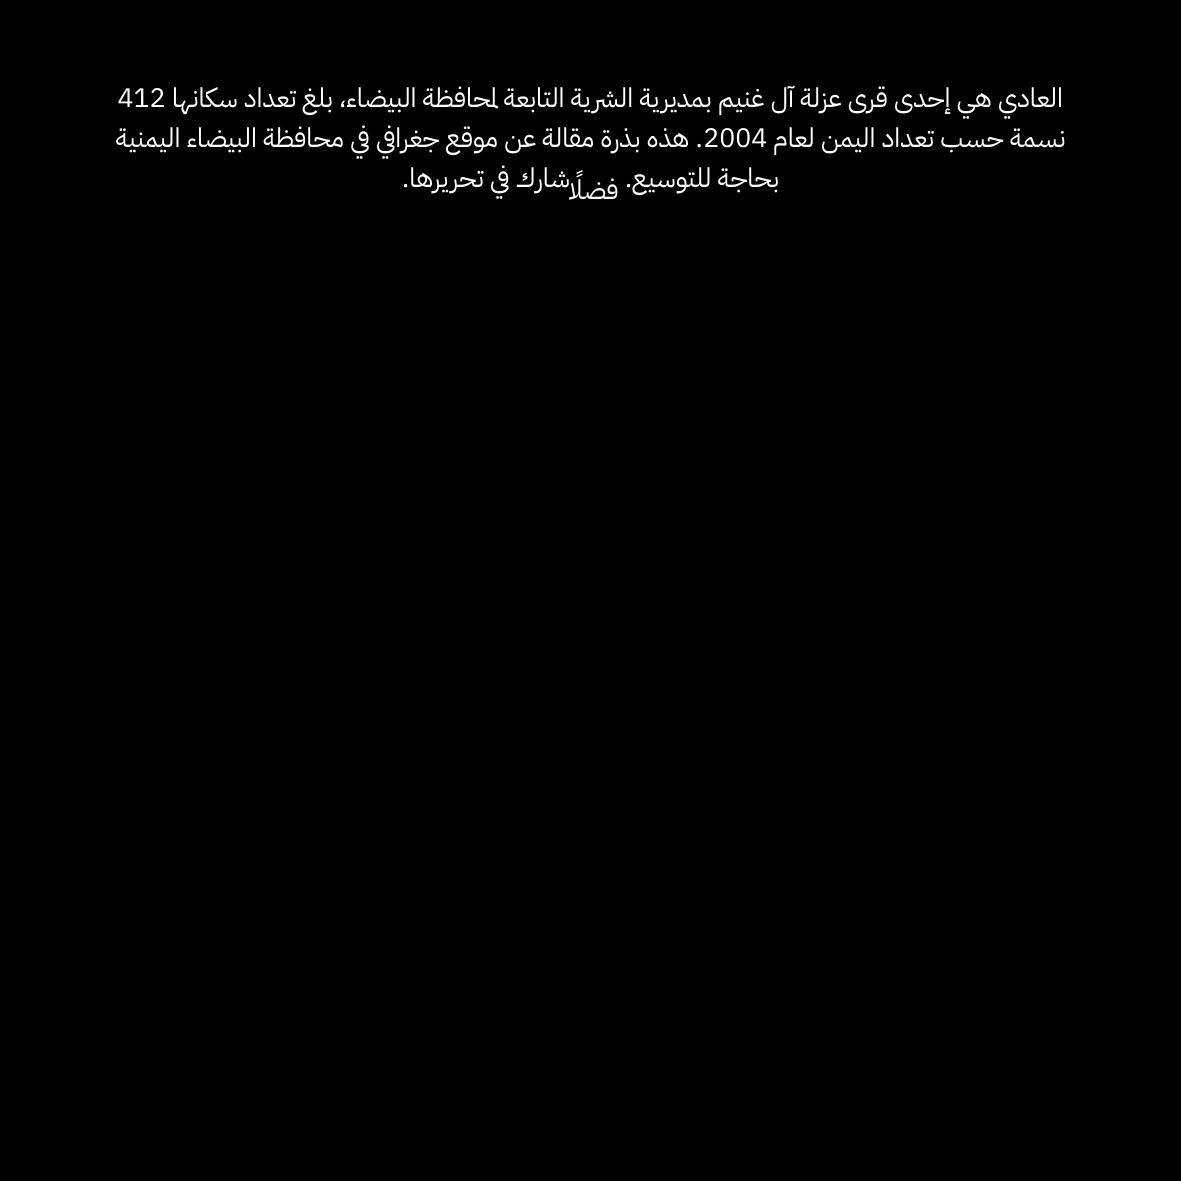 العادي هي إحدى قرى عزلة آل غنيم بمديرية الشرية التابعة لمحافظة البيضاء، بلغ تعداد سكانها 412
نسمة حسب تعداد اليمن لعام 2004. هذه بذرة مقالة عن موقع جغرافي في محافظة البيضاء اليمنية
بحاجة للتوسيع. فضلًا شارك في تحريرها.